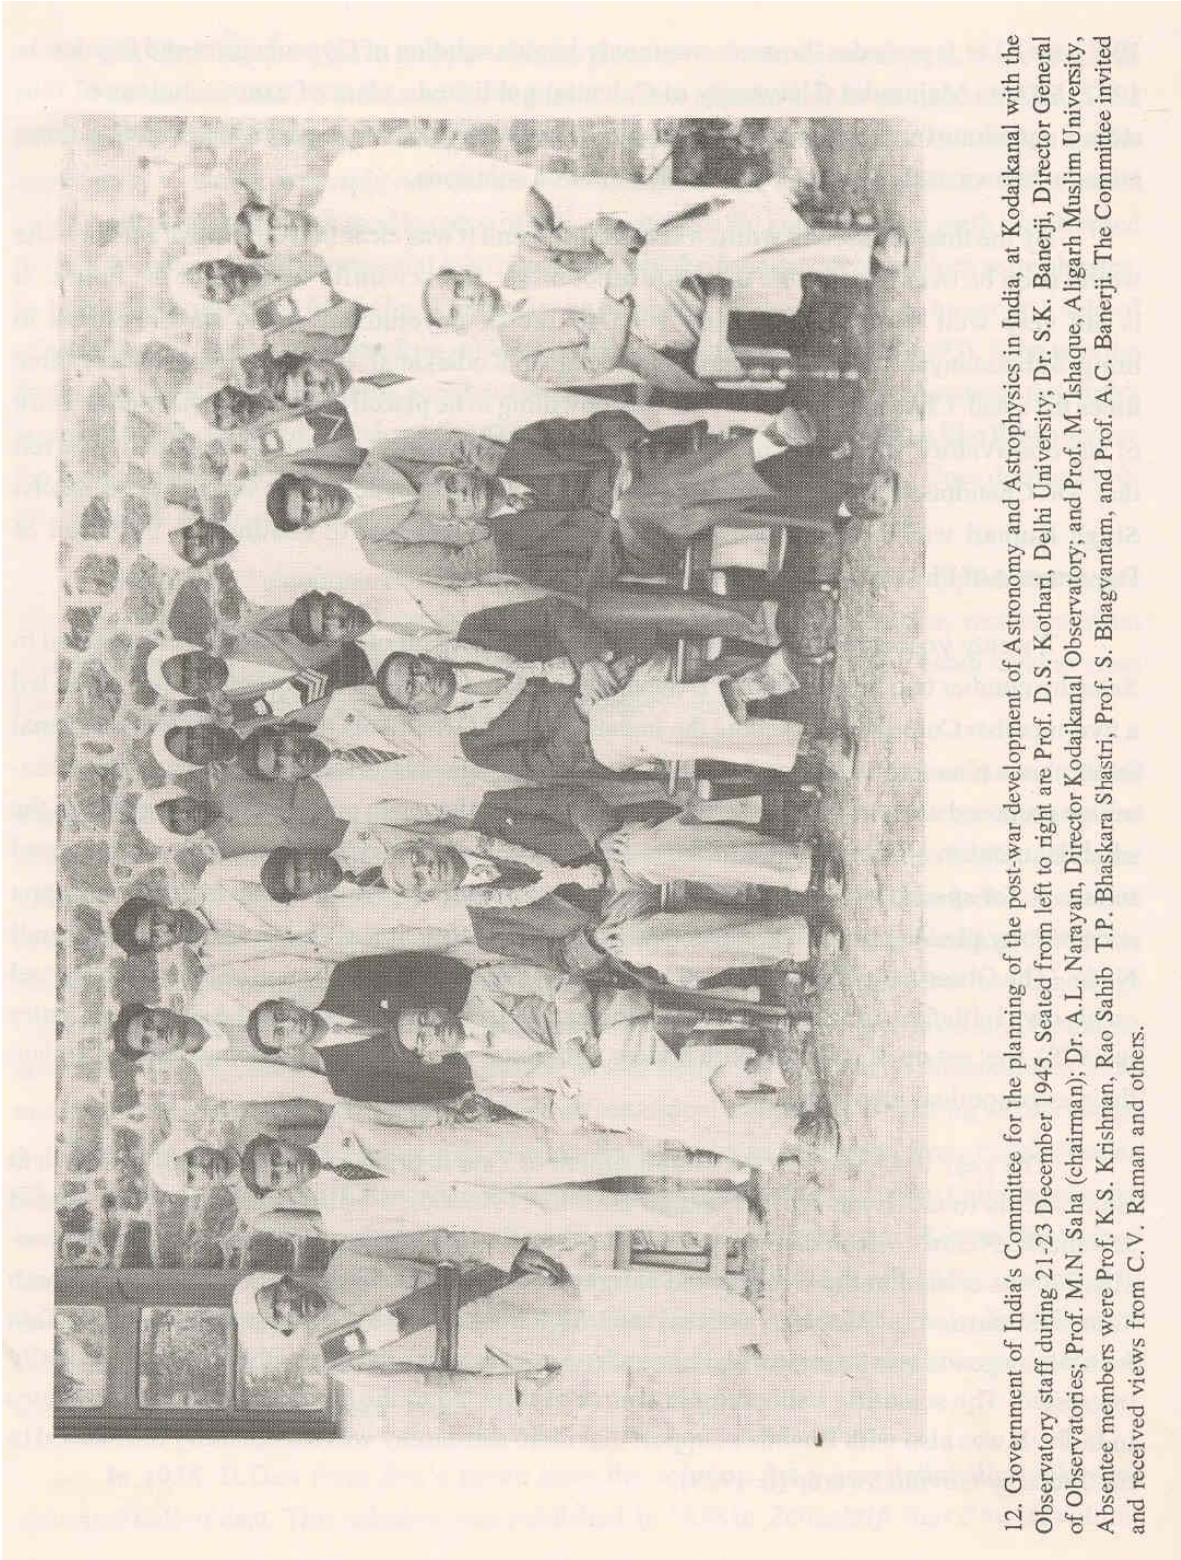 12. Government of India's Committee for the planning of the post-war development of Astronomy and Astrophysics in India, at Kodaikanal with the
Observatory staff during 21-23 December 1945. Seated from left to right are Prof. D.S. Kothari, Delhi University; Dr. S.K. Banerji, Director General
of Observatories; Prof. M.N. Saha (chairman); Dr. A.L. Narayan, Director Kodaikanal Observatory; and Prof. M. Ishaque, Aligarh Muslim University,
Absentee members were Prof. K.S. Krishnan, Rao Sahib T.P. Bhaskara Shastri, Prof. S. Bhagvantam, and Prof. A.C. Banerji. The Committee invited
and received views from C.V. Raman and others.